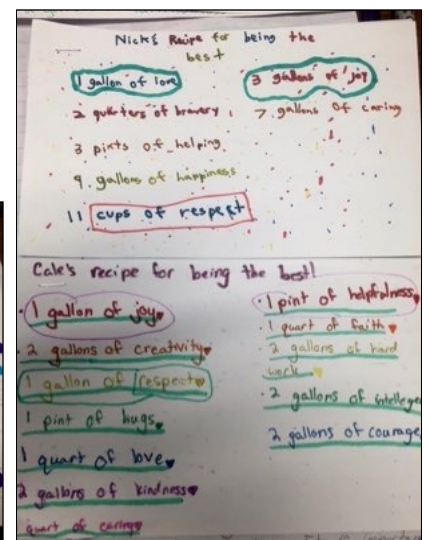 Nick's Recipe for being the
best
1 gallon of love
3 gallons of joy
2 quarters of bravery
7 gallons of caring
3 pints of helping
9. gallons of happiness
11 cups of respect
Cale's recipe for being the best!
1 gallon of joy
2 gallons of creativity
1 gallon of respect
1 pint of hugs
1 quart of love
2 gallons of kindness
quart of caring
1 pint of helpfulness
1 quart of faith
2 gallons of hard
work
2 gallons of intellege
2 gallons of courage